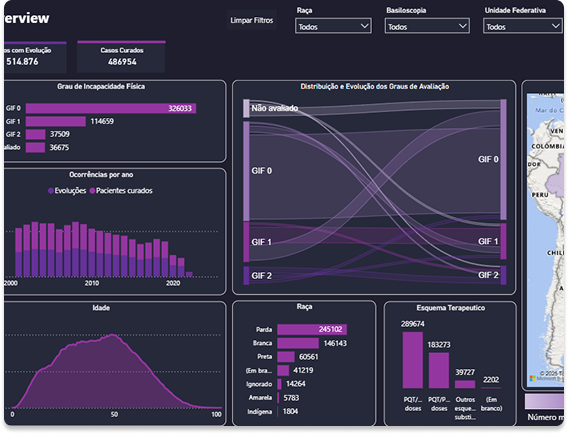 erview
Limpar Filtros
Raça
Todos
Basiloscopia
Todos
Unidade Federativa
Todos
os com Evolução
514.876
Casos Curados
486954
Grau de Incapacidade Física
GIF 0 326033
GIF 1 114659
GIF 2 37509
aliado 36675
Distribuição e Evolução dos Graus de Avaliação
Não avaliado
GIF 0
GIF 1
GIF 2
GIF 0
GIF 1
GIF 2
Ocorrências por ano
Evoluções Pacientes curados
2000 2010 2020
Idade
0 50 100
Raça
Parda 245102
Branca 146143
Preta 60561
(Em bra... 41219
Ignorado 14264
Amarela 5783
Indígena 1804
Esquema Terapeutico
289674
183273
39727
2202
PQT/... doses
PQT/P... doses
Outros esque... substi...
(Em branco)
Mar do C
VEN
COLOMBIA
DOR
PERU
CHIL
A
© 2025 T
Microsoft B
Número m